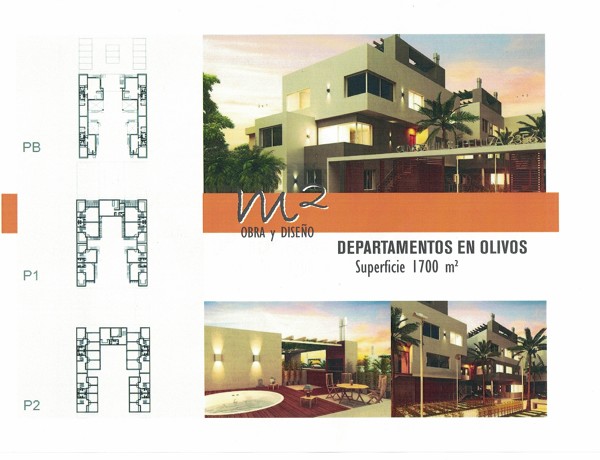 PB
P1
P2
m2
OBRA y DISEÑO
DEPARTAMENTOS EN OLIVOS
Superficie 1700 m²